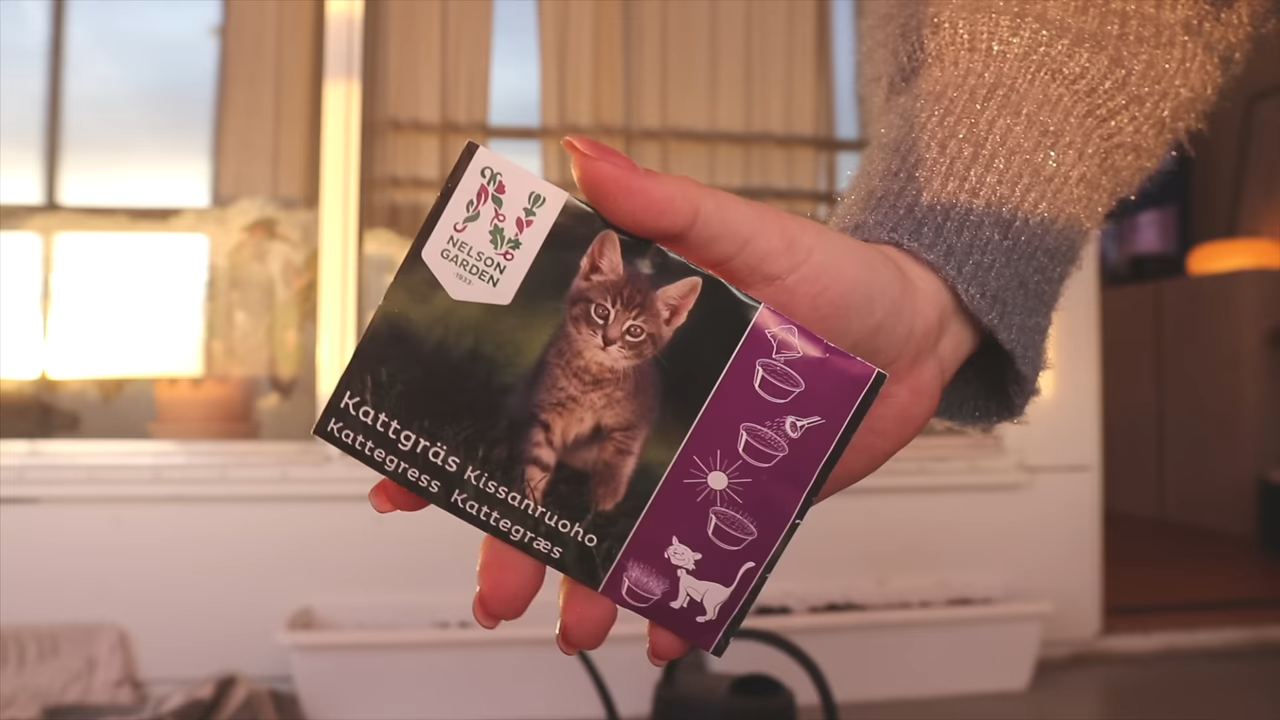 NELSON
GARDEN
·1933·
Kattgräs Kissanruoho
Kattegress Kattegræs